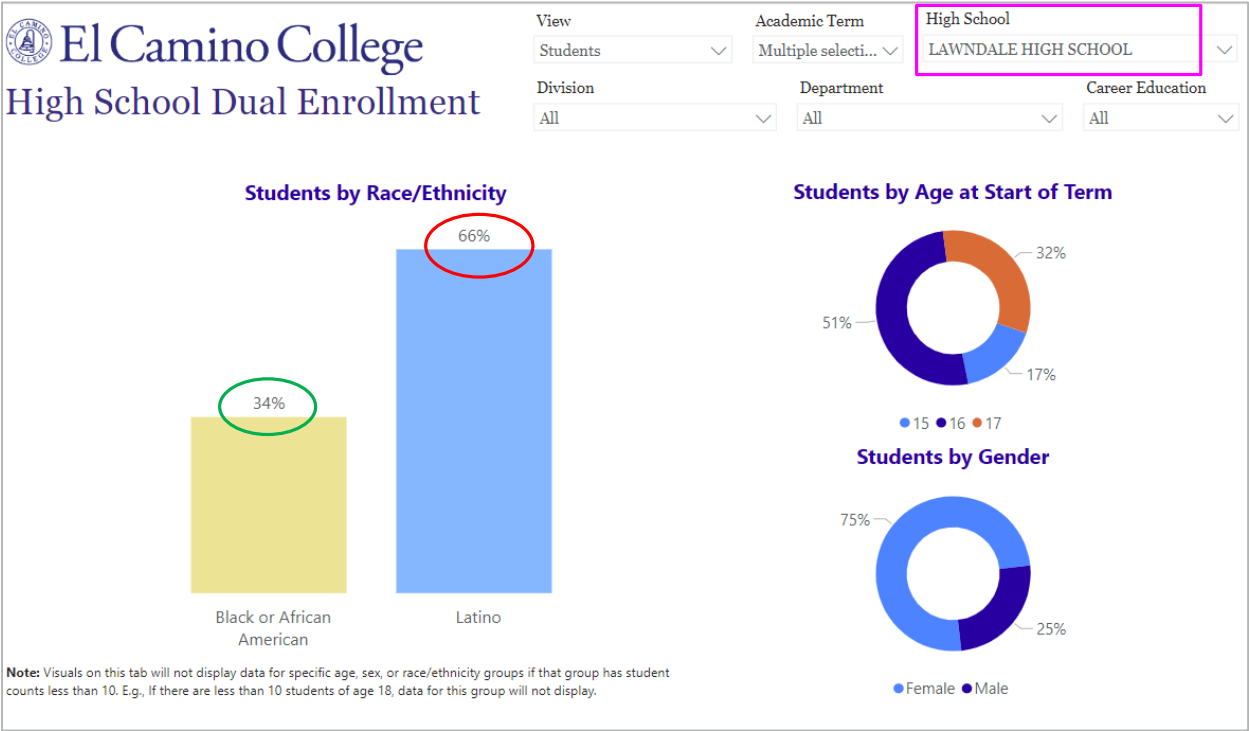 El Camino College
High School Dual Enrollment
View
Students
Academic Term
Multiple selecti...
High School
LAWNDALE HIGH SCHOOL
Division
All
Department
All
Career Education
All
Students by Race/Ethnicity
34%
66%
Black or African
American
Latino
Students by Age at Start of Term
32%
51%
17%
15 16 17
Students by Gender
75%
25%
Female Male
Note: Visuals on this tab will not display data for specific age, sex, or race/ethnicity groups if that group has student
counts less than 10. E.g., If there are less than 10 students of age 18, data for this group will not display.